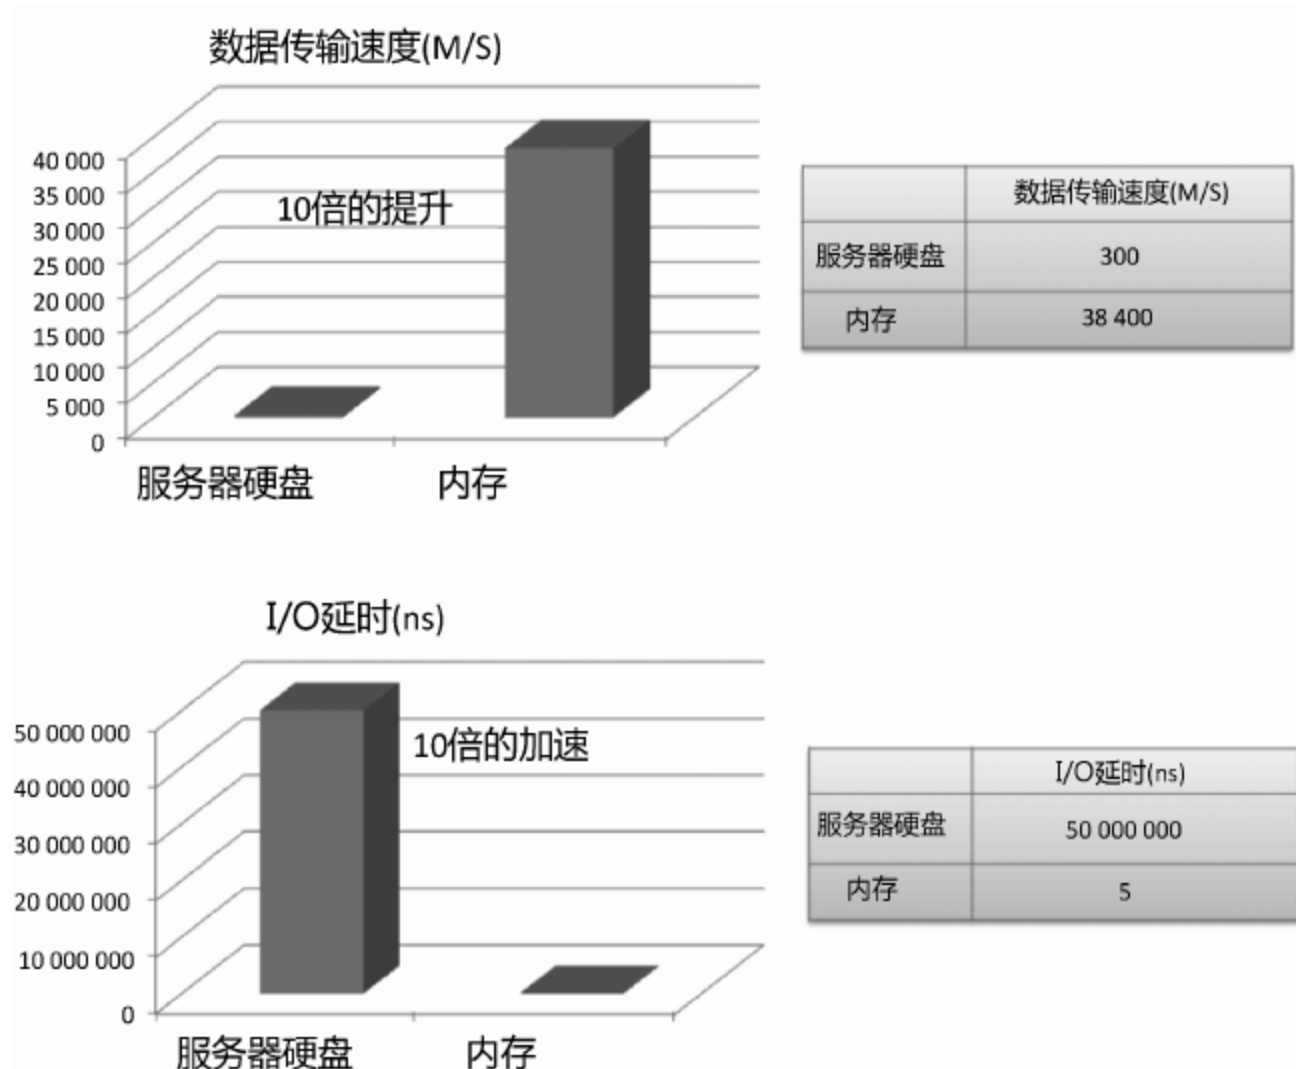 数据传输速度(M/S)
40 000
35 000
30 000
25 000
20 000
15 000
10 000
5 000
0
10倍的提升
服务器硬盘 内存
数据传输速度(M/S)
服务器硬盘 300
内存 38 400
I/O延时(ns)
50 000 000
40 000 000
30 000 000
20 000 000
10 000 000
0
10倍的加速
服务器硬盘 内存
I/O延时(ns)
服务器硬盘 50 000 000
内存 5